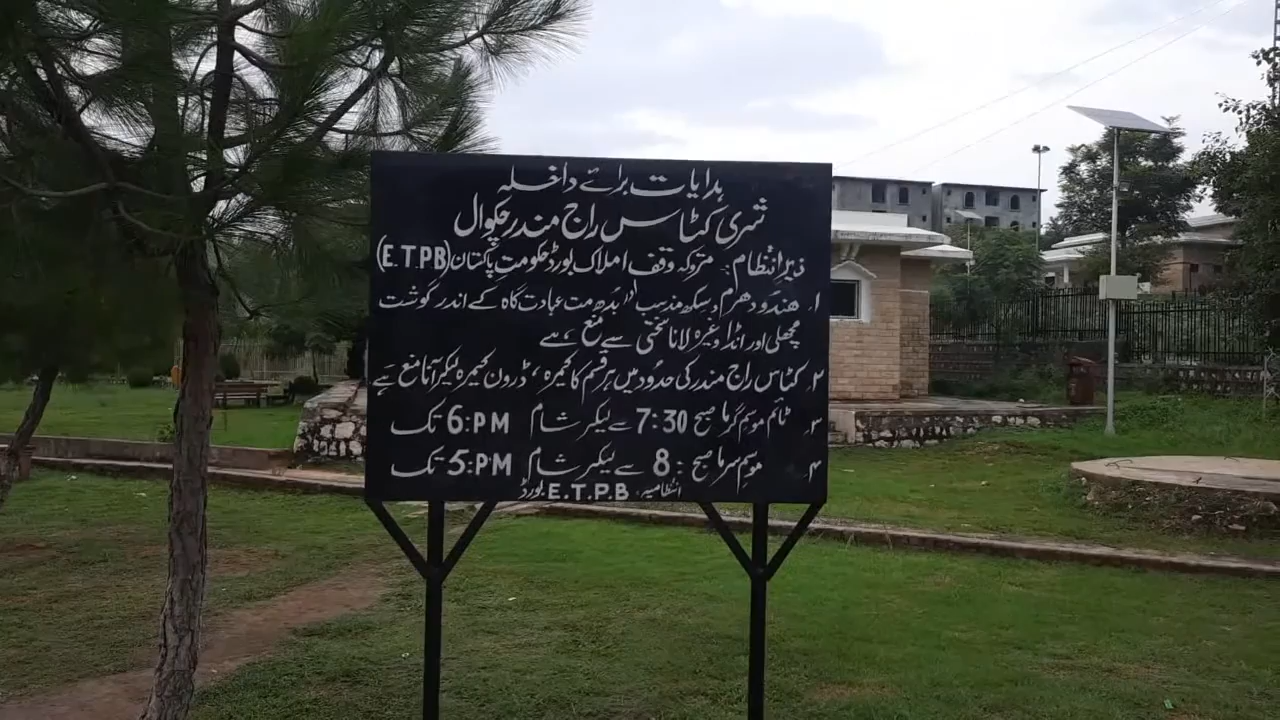 ہدایات برائے داخلہ
شری کٹاس راج مندر چکوال
زیر انتظام: متروکہ وقف املاک بورڈ حکومت پاکستان (E.T.P.B)
۱. ہندو دھرم و سکھ مذہب اور بدھ مت عبادت گاہ کے اندر گوشت
مچھلی اور انڈا وغیرہ لانا سختی سے منع ہے
۲. کٹاس راج مندر کی حدود میں ہر قسم کا کیمرہ، ڈرون کیمرہ لیکر آنا منع ہے
۳. ٹائم موسم گرما صبح 7:30 سے لیکر شام 6:PM تک
۴. موسم سرما صبح 8: سے لیکر شام 5:PM تک
انتظامیہ: E.T.P.B بورڈ